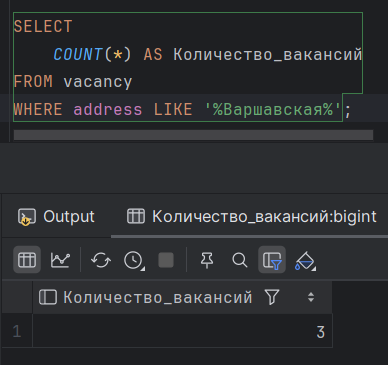 SELECT
COUNT(*) AS Количество_вакансий
FROM vacancy
WHERE address LIKE '%Варшавская%';
Output
Количество_вакансий:bigint
Количество_вакансий
1
3